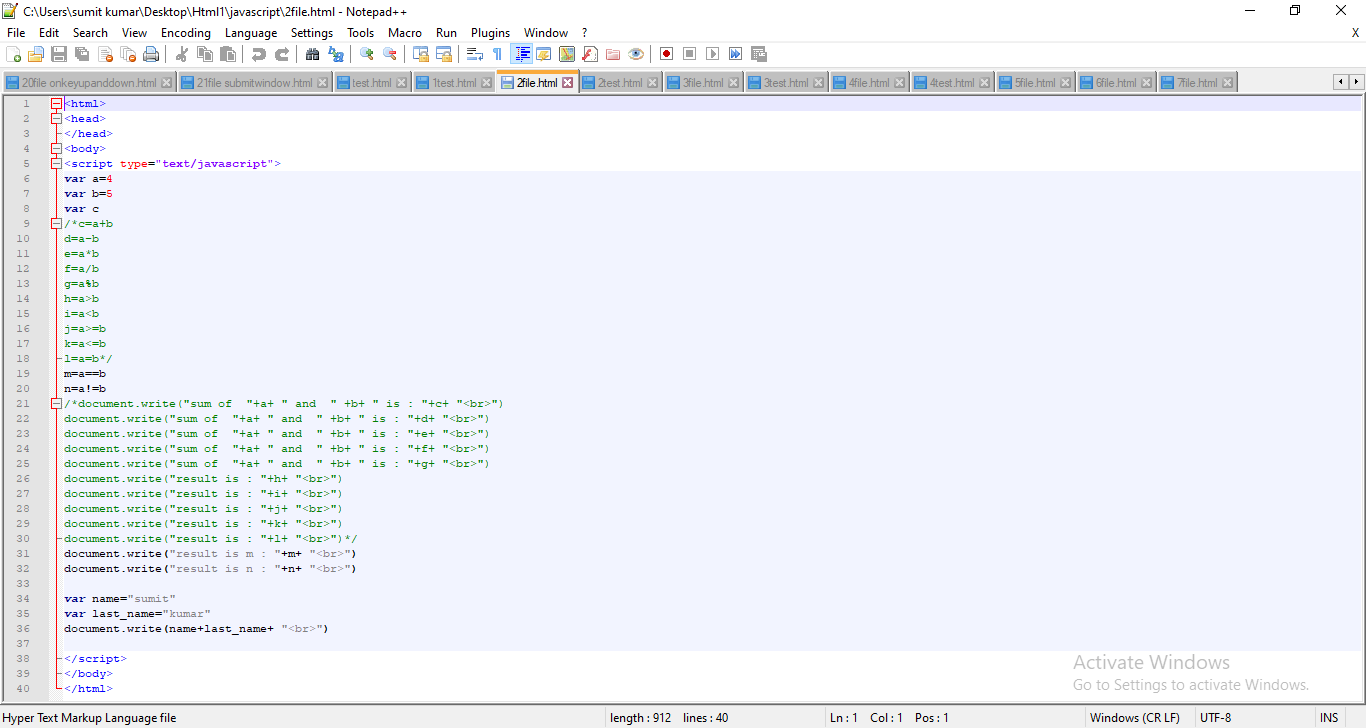 C:\Users\sumit kumar\Desktop\Html1\javascript\2file.html - Notepad++
File Edit Search View Encoding Language Settings Tools Macro Run Plugins Window ? X
20file onkeyupanddown.html 21file submitwindow.html test.html 1test.html 2file.html 2test.html 3file.html 3test.html 4file.html 4test.html 5file.html 6file.html 7file.html
1 <html>
2 <head>
3 </head>
4 <body>
5 <script type="text/javascript">
6 var a=4
7 var b=5
8 var c
9 /*c=a+b
10 d=a-b
11 e=a*b
12 f=a/b
13 g=a%b
14 h=a>b
15 i=a<b
16 j=a>=b
17 k=a<=b
18 l=a=b*/
19 m=a==b
20 n=a!=b
21 /*document.write("sum of  "+a+ " and  " +b+ " is : "+c+ "<br>")
22 document.write("sum of  "+a+ " and  " +b+ " is : "+d+ "<br>")
23 document.write("sum of  "+a+ " and  " +b+ " is : "+e+ "<br>")
24 document.write("sum of  "+a+ " and  " +b+ " is : "+f+ "<br>")
25 document.write("sum of  "+a+ " and  " +b+ " is : "+g+ "<br>")
26 document.write("result is : "+h+ "<br>")
27 document.write("result is : "+i+ "<br>")
28 document.write("result is : "+j+ "<br>")
29 document.write("result is : "+k+ "<br>")
30 document.write("result is : "+l+ "<br>")*/
31 document.write("result is m : "+m+ "<br>")
32 document.write("result is n : "+n+ "<br>")
33
34 var name="sumit"
35 var last_name="kumar"
36 document.write(name+last_name+ "<br>")
37
38 </script>
39 </body>
40 </html>
Activate Windows
Go to Settings to activate Windows.
Hyper Text Markup Language file length : 912 lines : 40 Ln : 1 Col : 1 Pos : 1 Windows (CR LF) UTF-8 INS